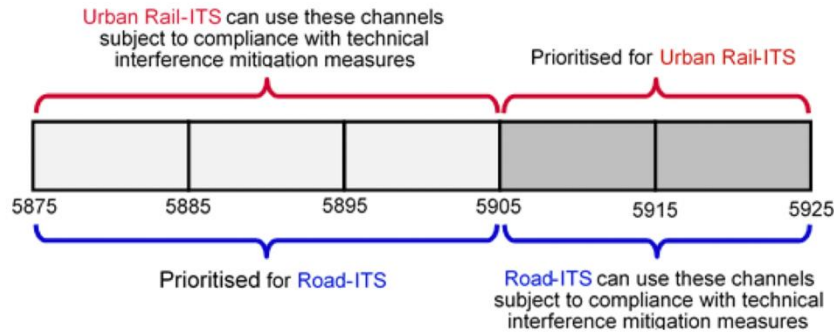 Urban Rail-ITS can use these channels
subject to compliance with technical
interference mitigation measures
Prioritised for Urban Rail-ITS
5875
5885
5895
5905
5915
5925
Prioritised for Road-ITS
Road-ITS can use these channels
subject to compliance with technical
interference mitigation measures